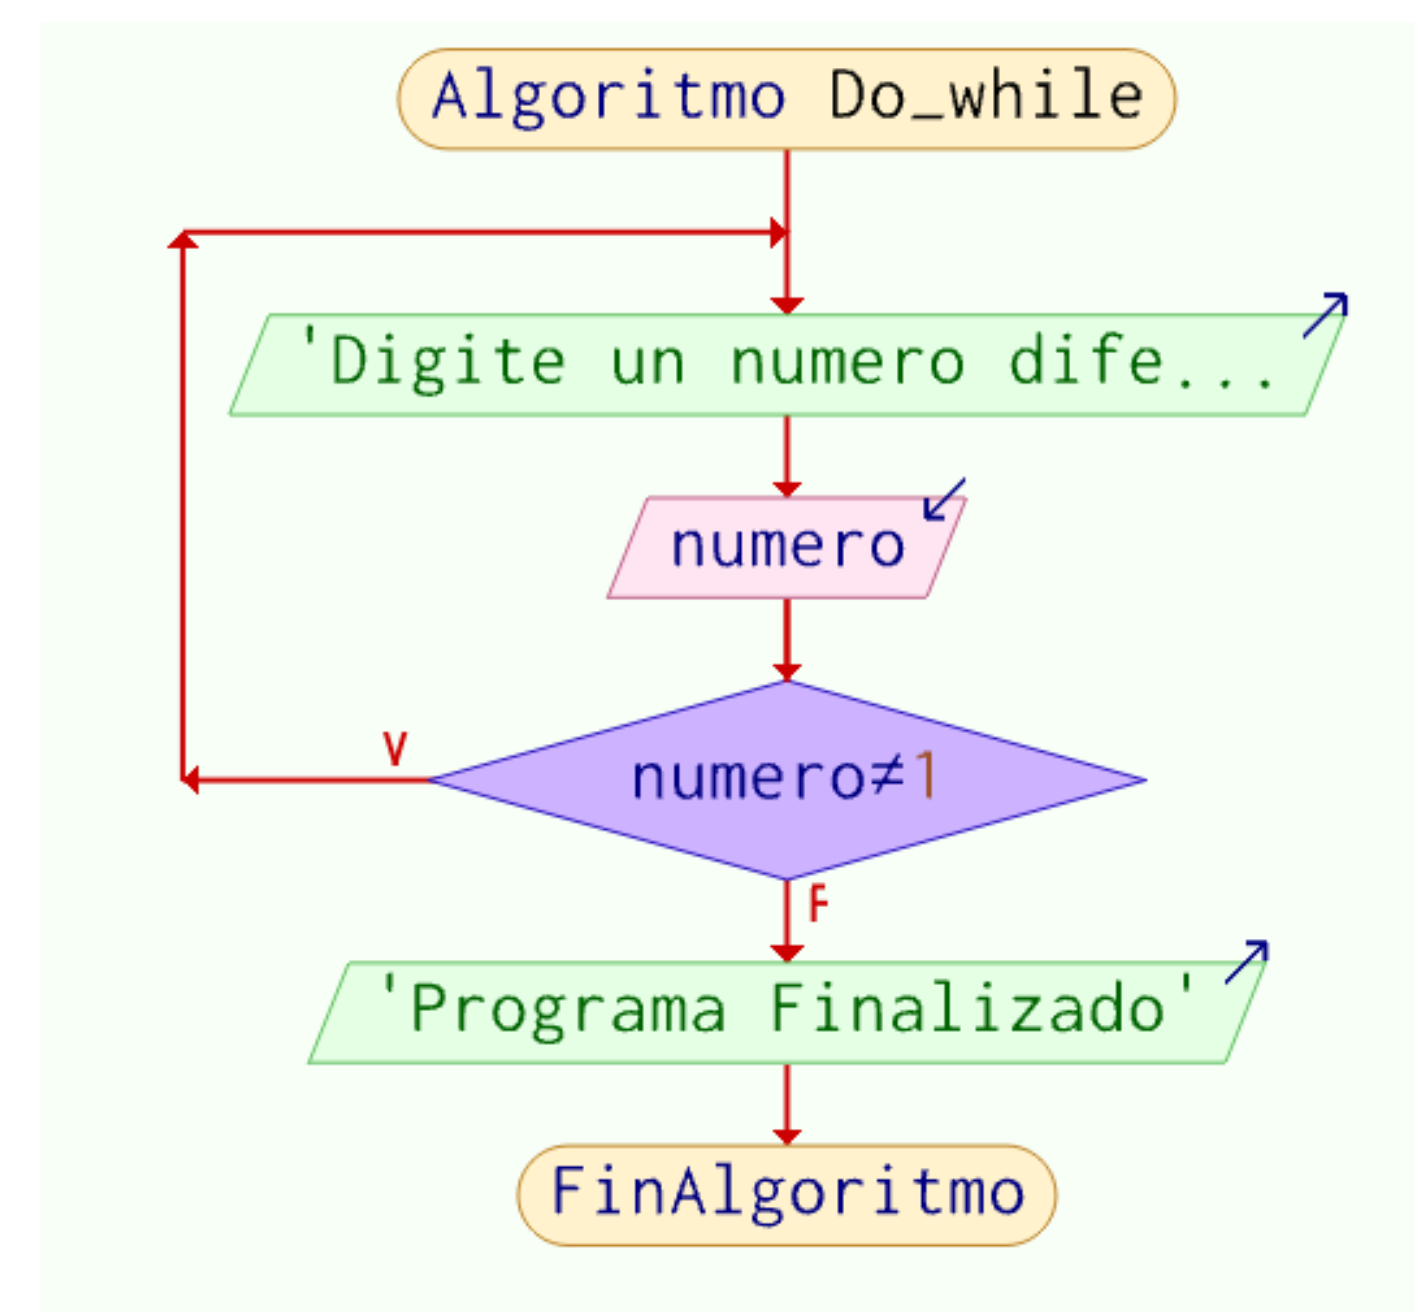 Algoritmo Do_while
'Digite un numero dife...
numero
numero≠1
V
F
'Programa Finalizado'
FinAlgoritmo